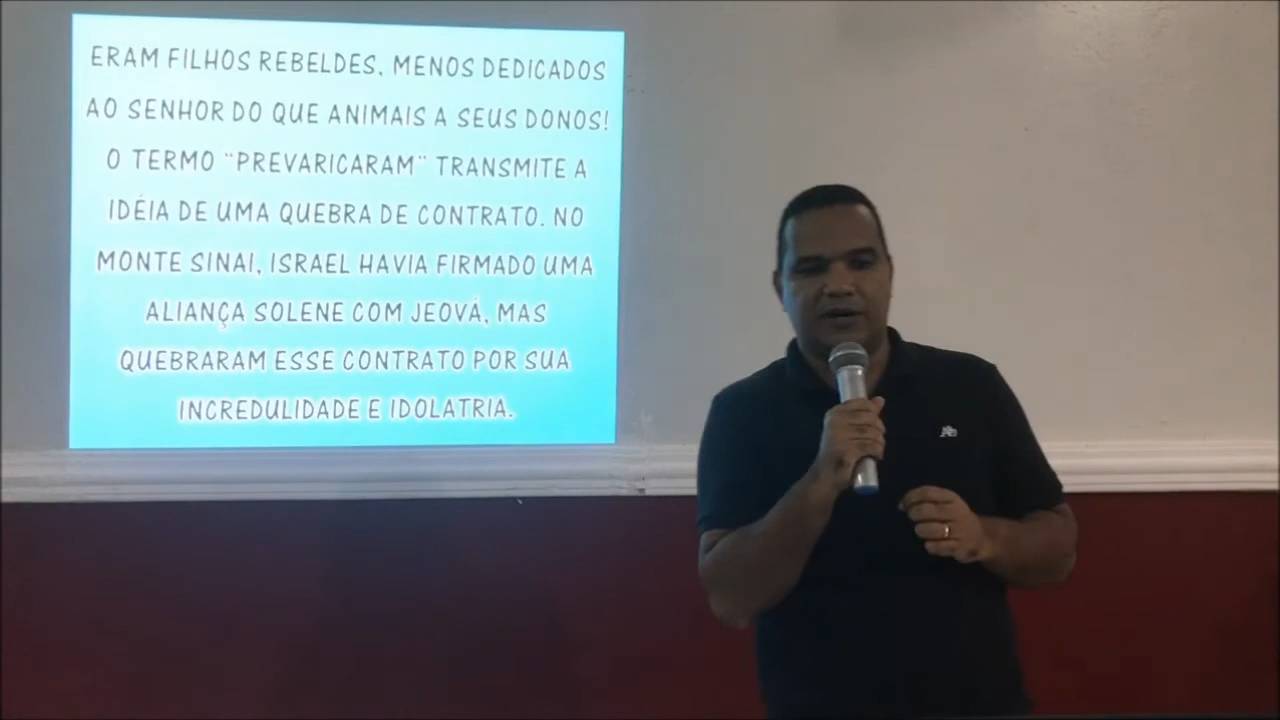 ERAM FILHOS REBELDES, MENOS DEDICADOS
AO SENHOR DO QUE ANIMAIS A SEUS DONOS!
O TERMO "PREVARICARAM" TRANSMITE A
IDÉIA DE UMA QUEBRA DE CONTRATO. NO
MONTE SINAI, ISRAEL HAVIA FIRMADO UMA
ALIANÇA SOLENE COM JEOVÁ, MAS
QUEBRARAM ESSE CONTRATO POR SUA
INCREDULIDADE E IDOLATRIA.